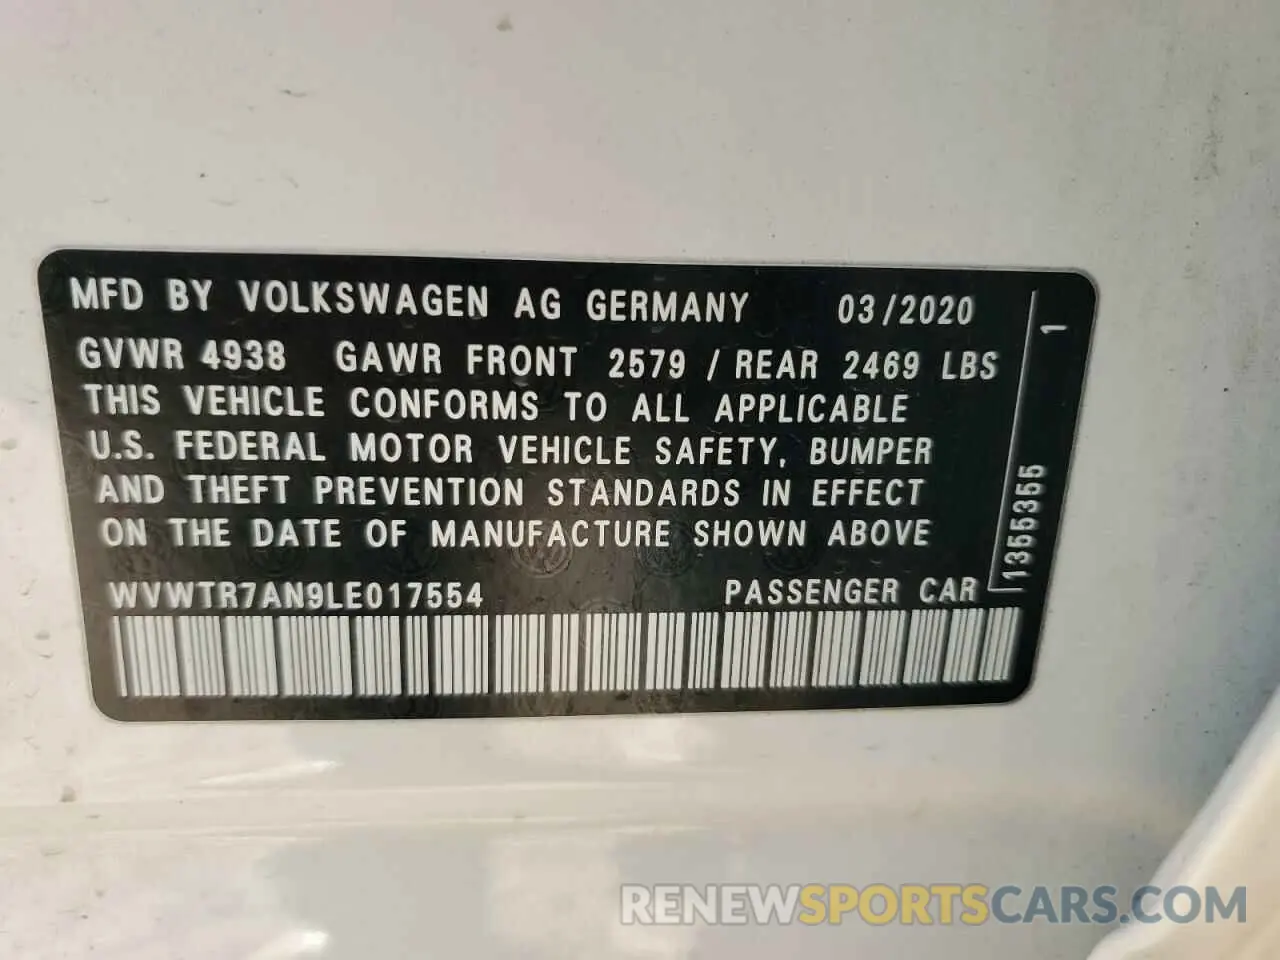 MFD BY VOLKSWAGEN AG GERMANY 03/2020
GVWR 4938 GAWR FRONT 2579 / REAR 2469 LBS
THIS VEHICLE CONFORMS TO ALL APPLICABLE
U.S. FEDERAL MOTOR VEHICLE SAFETY, BUMPER
AND THEFT PREVENTION STANDARDS IN EFFECT
ON THE DATE OF MANUFACTURE SHOWN ABOVE
WVWTR7AN9LE017554 PASSENGER CAR
1355355 1
RENEWSPORTSCARS.COM